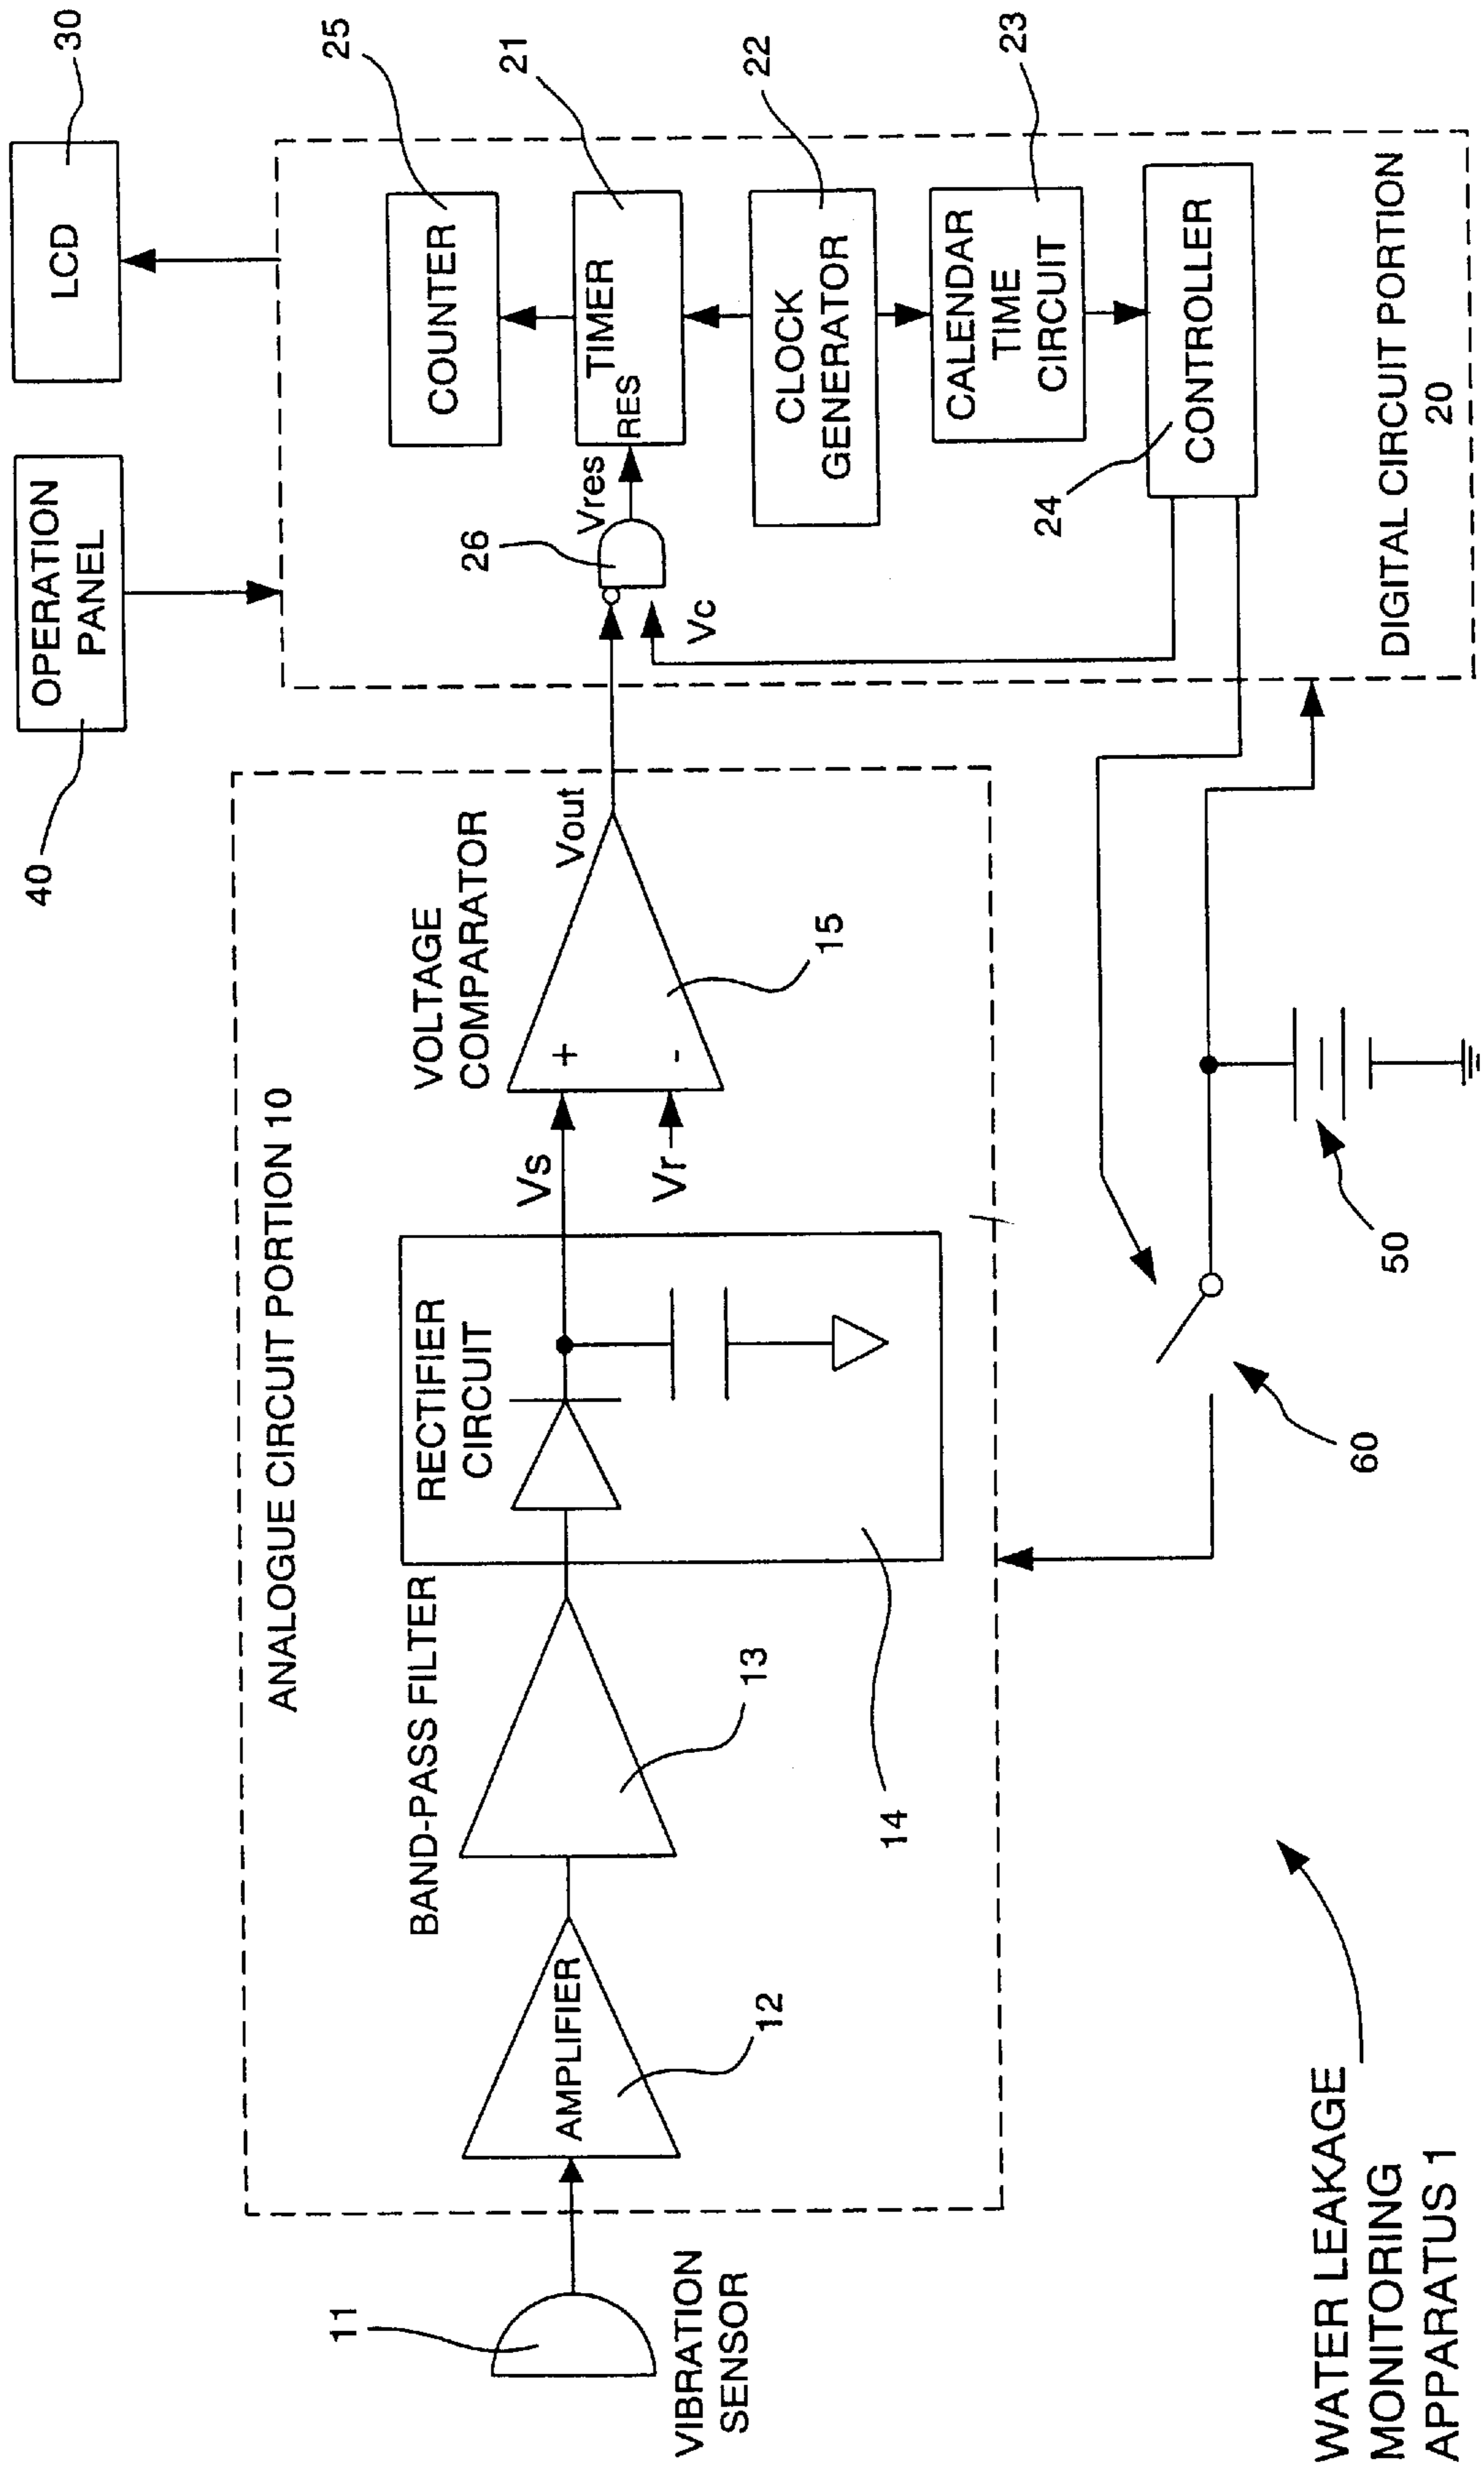 40
OPERATION
PANEL
LCD
30
ANALOGUE CIRCUIT PORTION 10
11
VIBRATION
SENSOR
AMPLIFIER
12
BAND-PASS FILTER
13
RECTIFIER
CIRCUIT
14
Vs
Vr
VOLTAGE
COMPARATOR
+
-
15
Vout
26
Vres
Vc
COUNTER
25
TIMER
RES
21
CLOCK
GENERATOR
22
CALENDAR
TIME
CIRCUIT
23
CONTROLLER
24
DIGITAL CIRCUIT PORTION
20
60
50
WATER LEAKAGE
MONITORING
APPARATUS 1